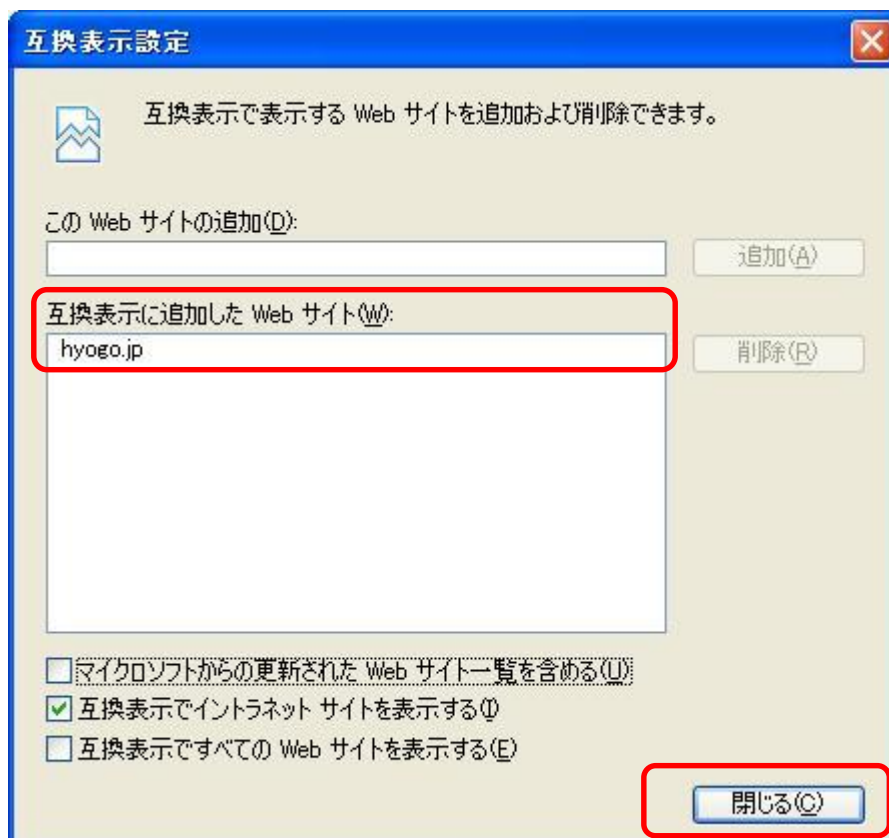 互換表示設定
互換表示で表示する Web サイトを追加および削除できます。
この Web サイトの追加(D):
追加(A)
互換表示に追加した Web サイト(W):
hyogo.jp
削除(R)
マイクロソフトからの更新された Web サイト一覧を含める(U)
互換表示でイントラネット サイトを表示する(I)
互換表示ですべての Web サイトを表示する(E)
閉じる(C)